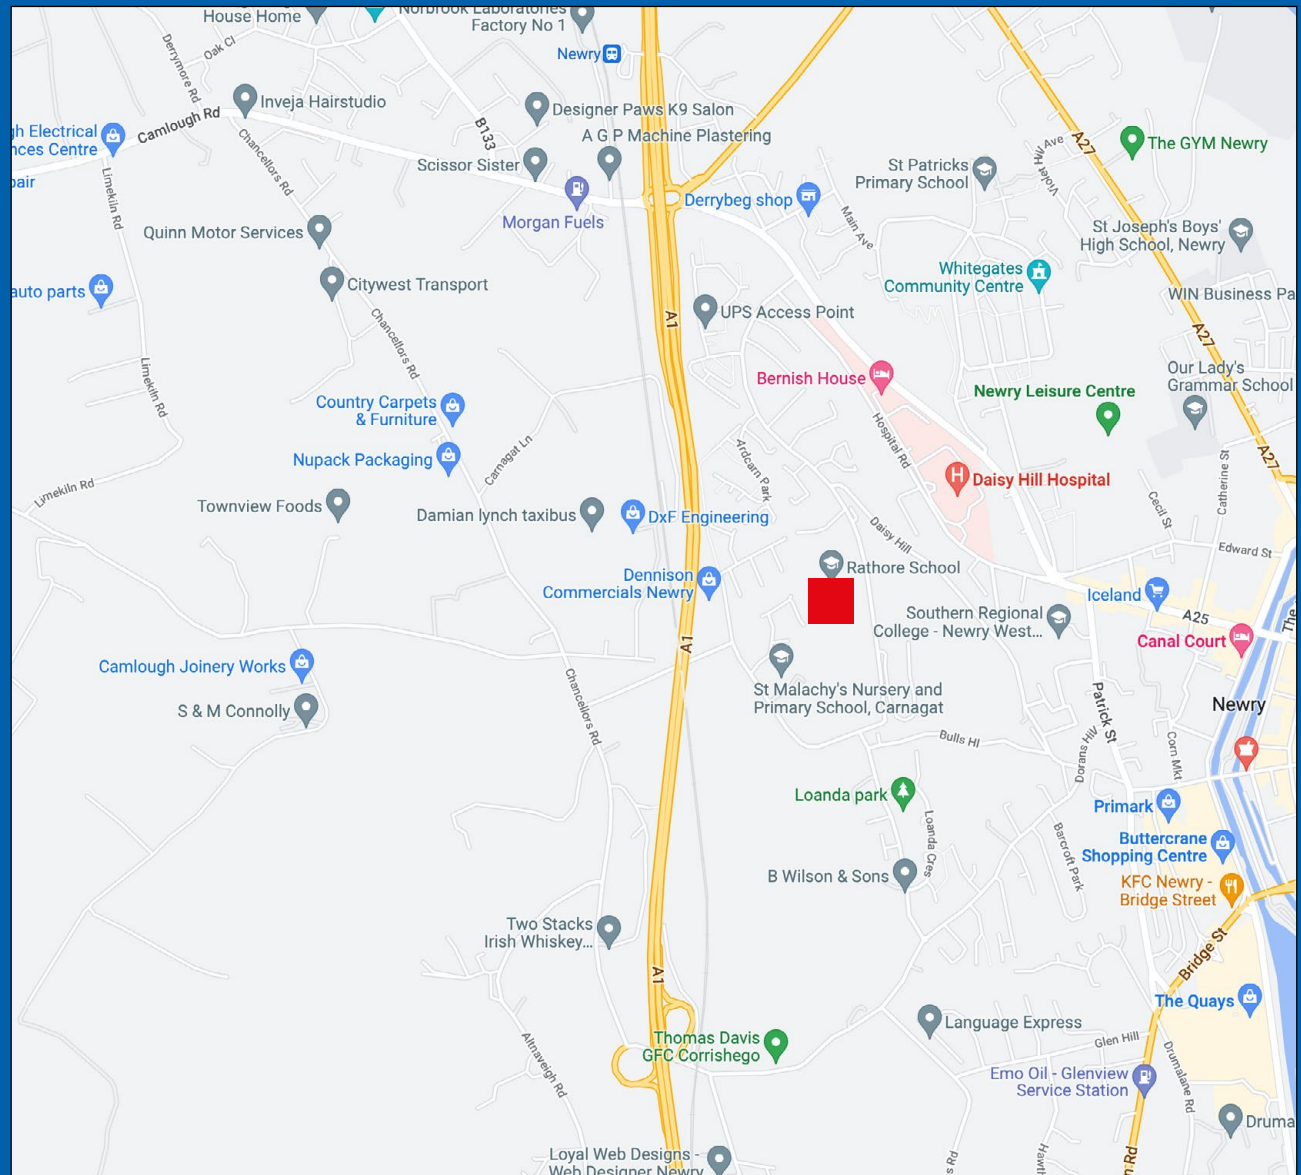 House Home
Norbrook Laboratories
Factory No 1
Newry
Oak Cl
Derrymore Rd
Inveja Hairstudio
Camlough Rd
gh Electrical
nces Centre
pair
B133
Designer Paws K9 Salon
A G P Machine Plastering
Scissor Sister
Morgan Fuels
Derrybeg shop
Main Ave
St Patricks
Primary School
Violet Hill Ave
A27
The GYM Newry
St Joseph's Boys'
High School, Newry
Chancellors Rd
Limekiln Rd
Quinn Motor Services
Citywest Transport
auto parts
Whitegates
Community Centre
WIN Business Pa
A1
UPS Access Point
A27
Chancellors Rd
Limekiln Rd
Bernish House
Our Lady's
Grammar School
Newry Leisure Centre
Country Carpets
& Furniture
Nupack Packaging
Carnagat Ln
Ardcarn Park
Hospital Rd
A27
Daisy Hill Hospital
Limekiln Rd
Townview Foods
Damian lynch taxibus
DxF Engineering
Cecil St
Catherine St
Daisy Hill
Edward St
Rathore School
Dennison
Commercials Newry
Iceland
A25
The
Southern Regional
College - Newry West...
Canal Court
A1
Camlough Joinery Works
S & M Connolly
Chancellors Rd
St Malachy's Nursery and
Primary School, Carnagat
Patrick St
Newry
Bulls Hl
Dorans Hill
Corn Mkt
Loanda park
Loanda Cres
Primark
Buttercrane
Shopping Centre
Barcroft Park
B Wilson & Sons
KFC Newry -
Bridge Street
Two Stacks
Irish Whiskey...
Bridge St
A1
The Quays
Language Express
Thomas Davis
GFC Corrishego
Glen Hill
Altnaveigh Rd
Emo Oil - Glenview
Service Station
Drumalane Rd
Druma
Loyal Web Designs -
Web Designer Newry
s Rd
Hawth
n Rd